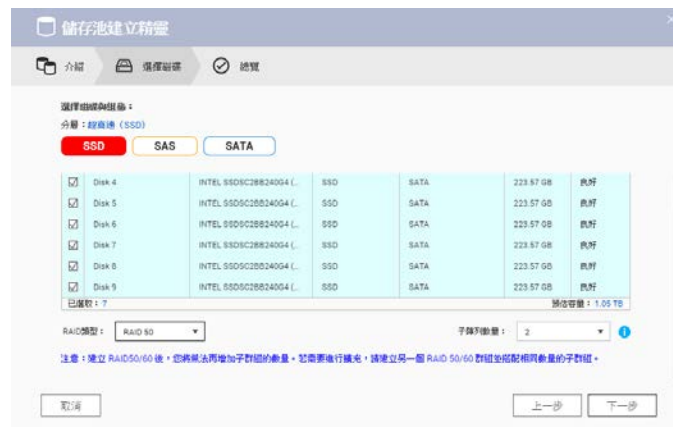 儲存池建立精靈
介紹 選擇磁碟 總覽
選擇磁碟與組態：
分層：超高速（SSD）
SSD SAS SATA
Disk 4 INTEL SSDSC2BB240G4 (... SSD SATA 223.57 GB 良好
Disk 5 INTEL SSDSC2BB240G4 (... SSD SATA 223.57 GB 良好
Disk 6 INTEL SSDSC2BB240G4 (... SSD SATA 223.57 GB 良好
Disk 7 INTEL SSDSC2BB240G4 (... SSD SATA 223.57 GB 良好
Disk 8 INTEL SSDSC2BB240G4 (... SSD SATA 223.57 GB 良好
Disk 9 INTEL SSDSC2BB240G4 (... SSD SATA 223.57 GB 良好
已選取：7 預估容量：1.05 TB
RAID類型： RAID 50 子陣列數量： 2
注意：建立 RAID50/60 後，您將無法再增加子群組的數量。若需要進行擴充，請建立另一個 RAID 50/60 群組並搭配相同數量的子群組。
取消 上一步 下一步